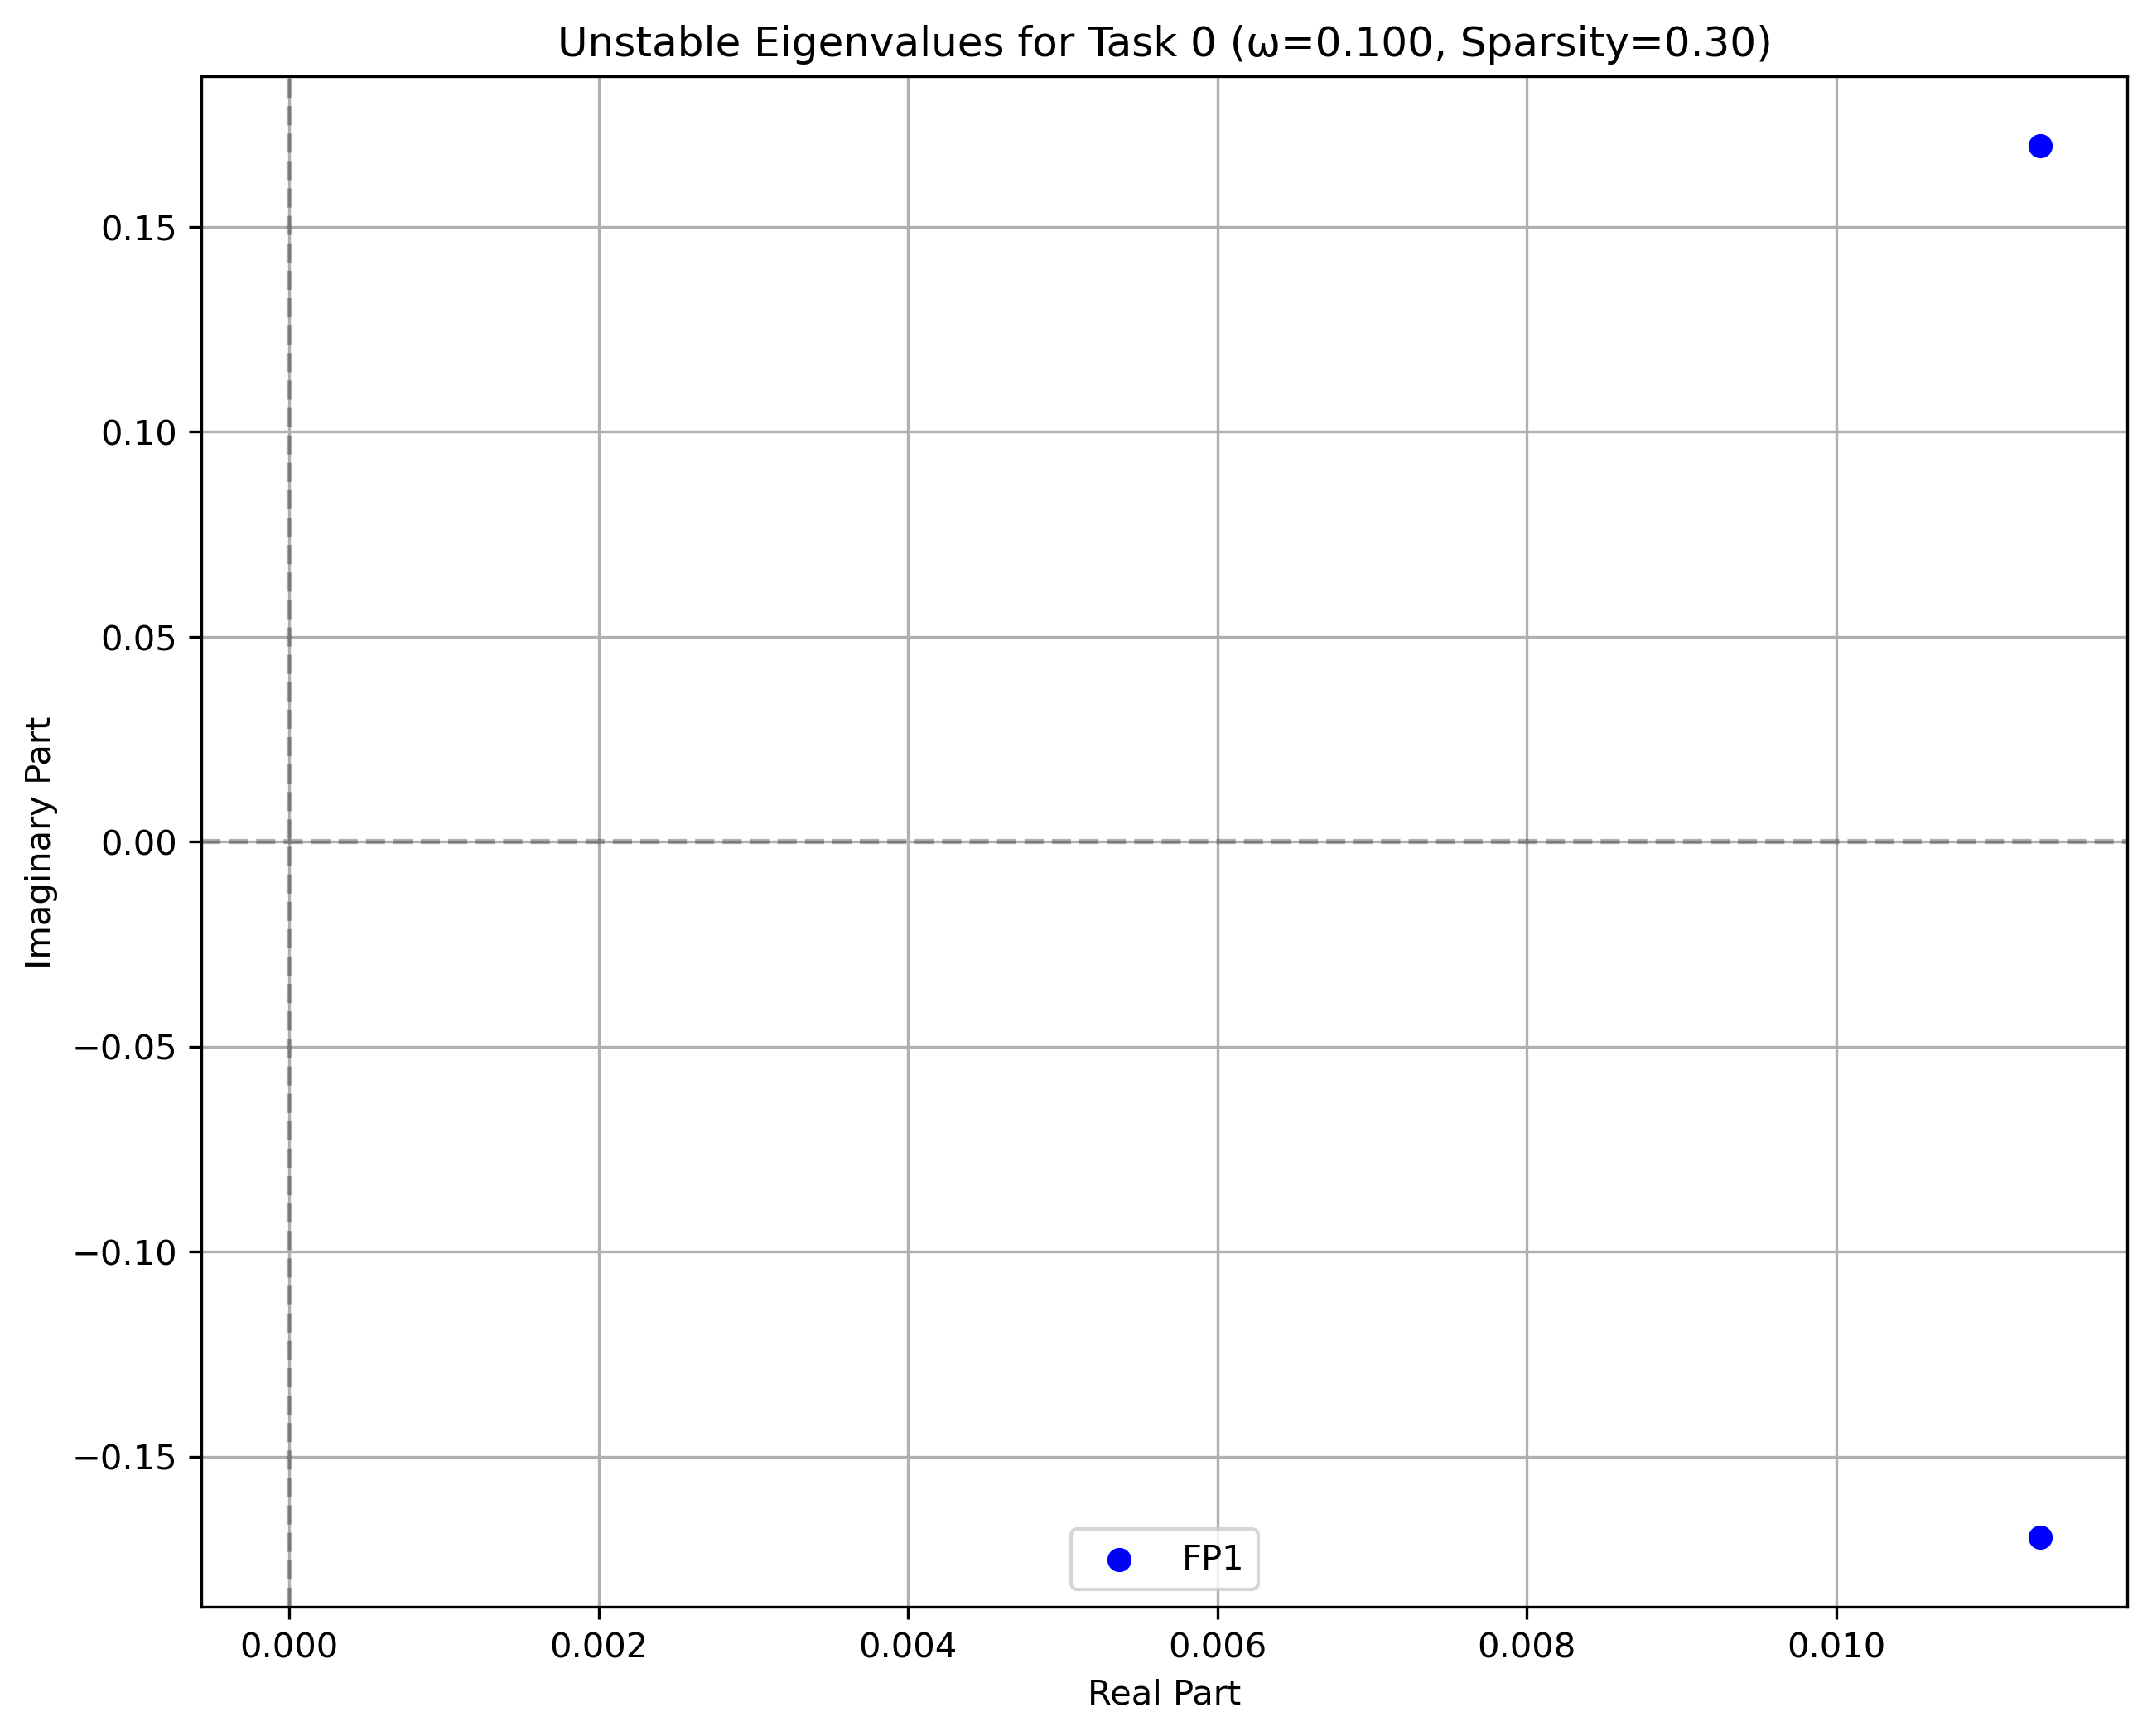 Unstable Eigenvalues for Task 0 (ω=0.100, Sparsity=0.30)
Imaginary Part
0.15
0.10
0.05
0.00
−0.05
−0.10
−0.15
FP1
0.000 0.002 0.004 0.006 0.008 0.010
Real Part